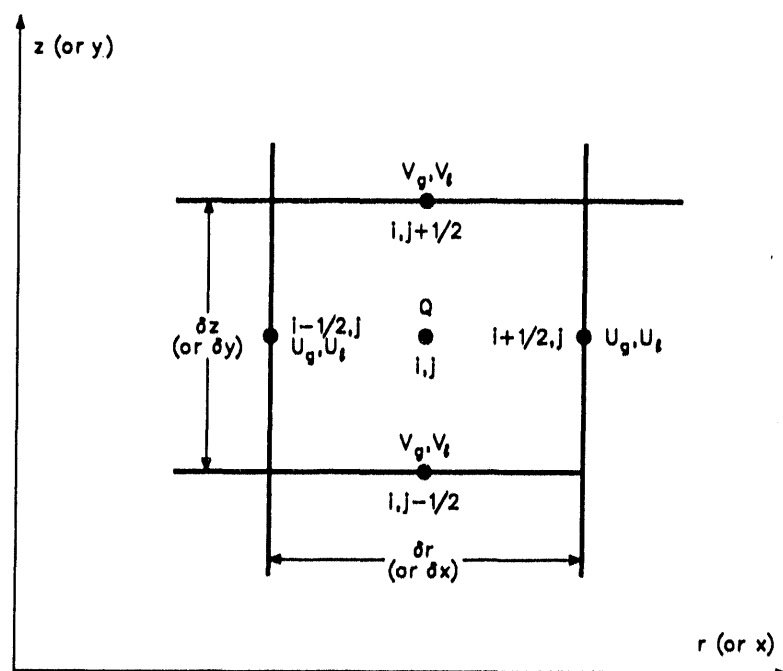 z (or y)
V_g,V_ℓ
i,j+1/2
δz
(or δy)
i−1/2,j
U_g,U_ℓ
Q
i,j
i+1/2,j
U_g,U_ℓ
V_g,V_ℓ
i,j−1/2
δr
(or δx)
r (or x)